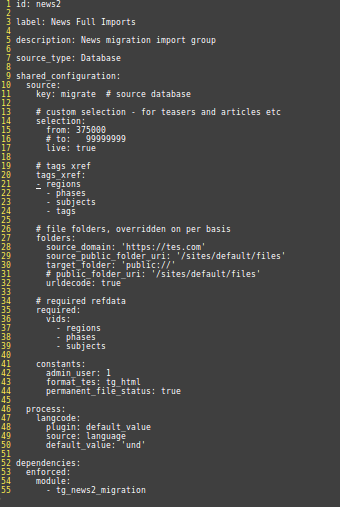 1 id: news2
2
3 label: News Full Imports
4
5 description: News migration import group
6
7 source_type: Database
8
9 shared_configuration:
10   source:
11     key: migrate  # source database
12
13     # custom selection - for teasers and articles etc
14     selection:
15       from: 375000
16       # to:   99999999
17       live: true
18
19     # tags xref
20     tags_xref:
21     - regions
22       - phases
23       - subjects
24       - tags
25
26     # file folders, overridden on per basis
27     folders:
28       source_domain: 'https://tes.com'
29       source_public_folder_uri: '/sites/default/files'
30       target_folder: 'public://'
31       # public_folder_uri: '/sites/default/files'
32       urldecode: true
33
34     # required refdata
35     required:
36       vids:
37         - regions
38         - phases
39         - subjects
40
41     constants:
42       admin_user: 1
43       format_tes: tg_html
44       permanent_file_status: true
45
46   process:
47     langcode:
48       plugin: default_value
49       source: language
50       default_value: 'und'
51
52 dependencies:
53   enforced:
54     module:
55       - tg_news2_migration